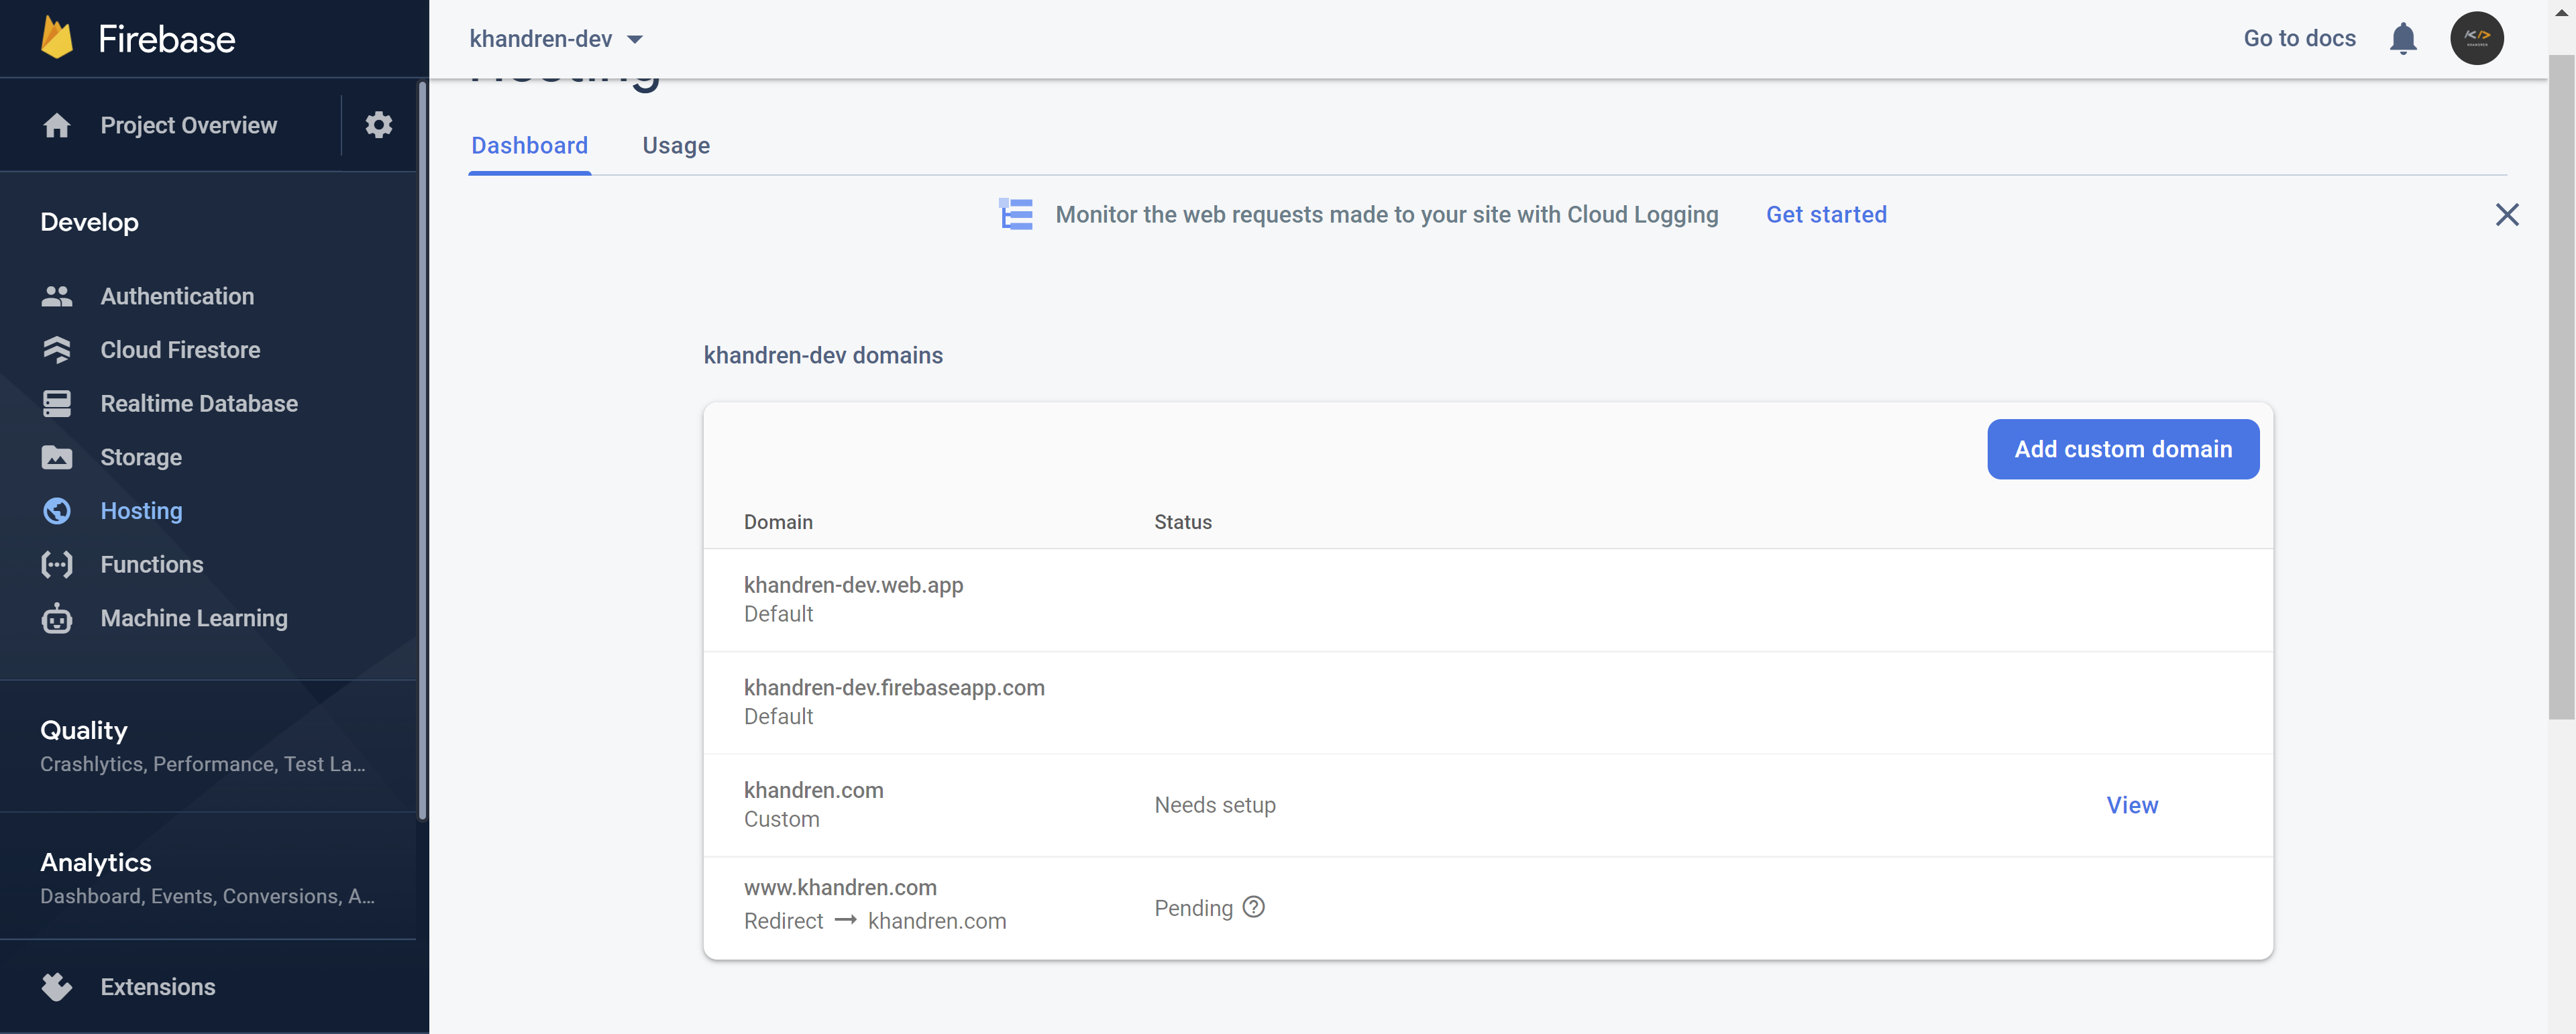 Firebase
Project Overview
Develop
Authentication
Cloud Firestore
Realtime Database
Storage
Hosting
Functions
Machine Learning
Quality
Crashlytics, Performance, Test La...
Analytics
Dashboard, Events, Conversions, A...
Extensions
khandren-dev
Go to docs
Hosting
Dashboard Usage
Monitor the web requests made to your site with Cloud Logging Get started
khandren-dev domains
Add custom domain
Domain Status
khandren-dev.web.app
Default
khandren-dev.firebaseapp.com
Default
khandren.com
Custom
Needs setup
View
www.khandren.com
Redirect → khandren.com
Pending